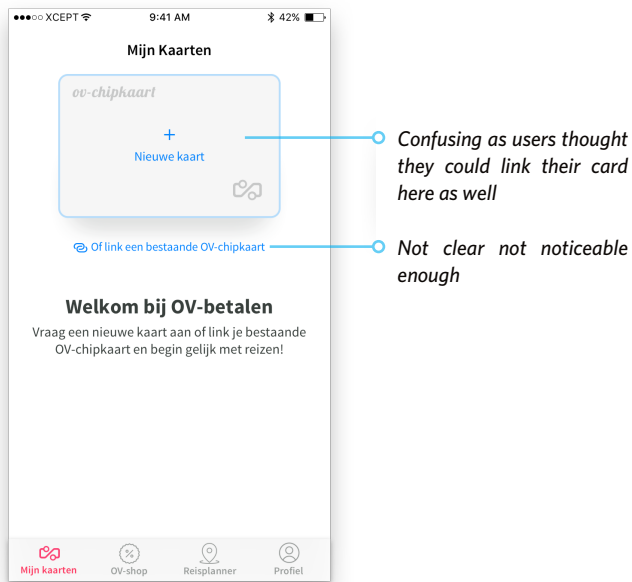 XCEPT 9:41 AM 42%
Mijn Kaarten
ov-chipkaart
+
Nieuwe kaart
Of link een bestaande OV-chipkaart
Welkom bij OV-betalen
Vraag een nieuwe kaart aan of link je bestaande
OV-chipkaart en begin gelijk met reizen!
Mijn kaarten OV-shop Reisplanner Profiel
Confusing as users thought
they could link their card
here as well
Not clear not noticeable
enough